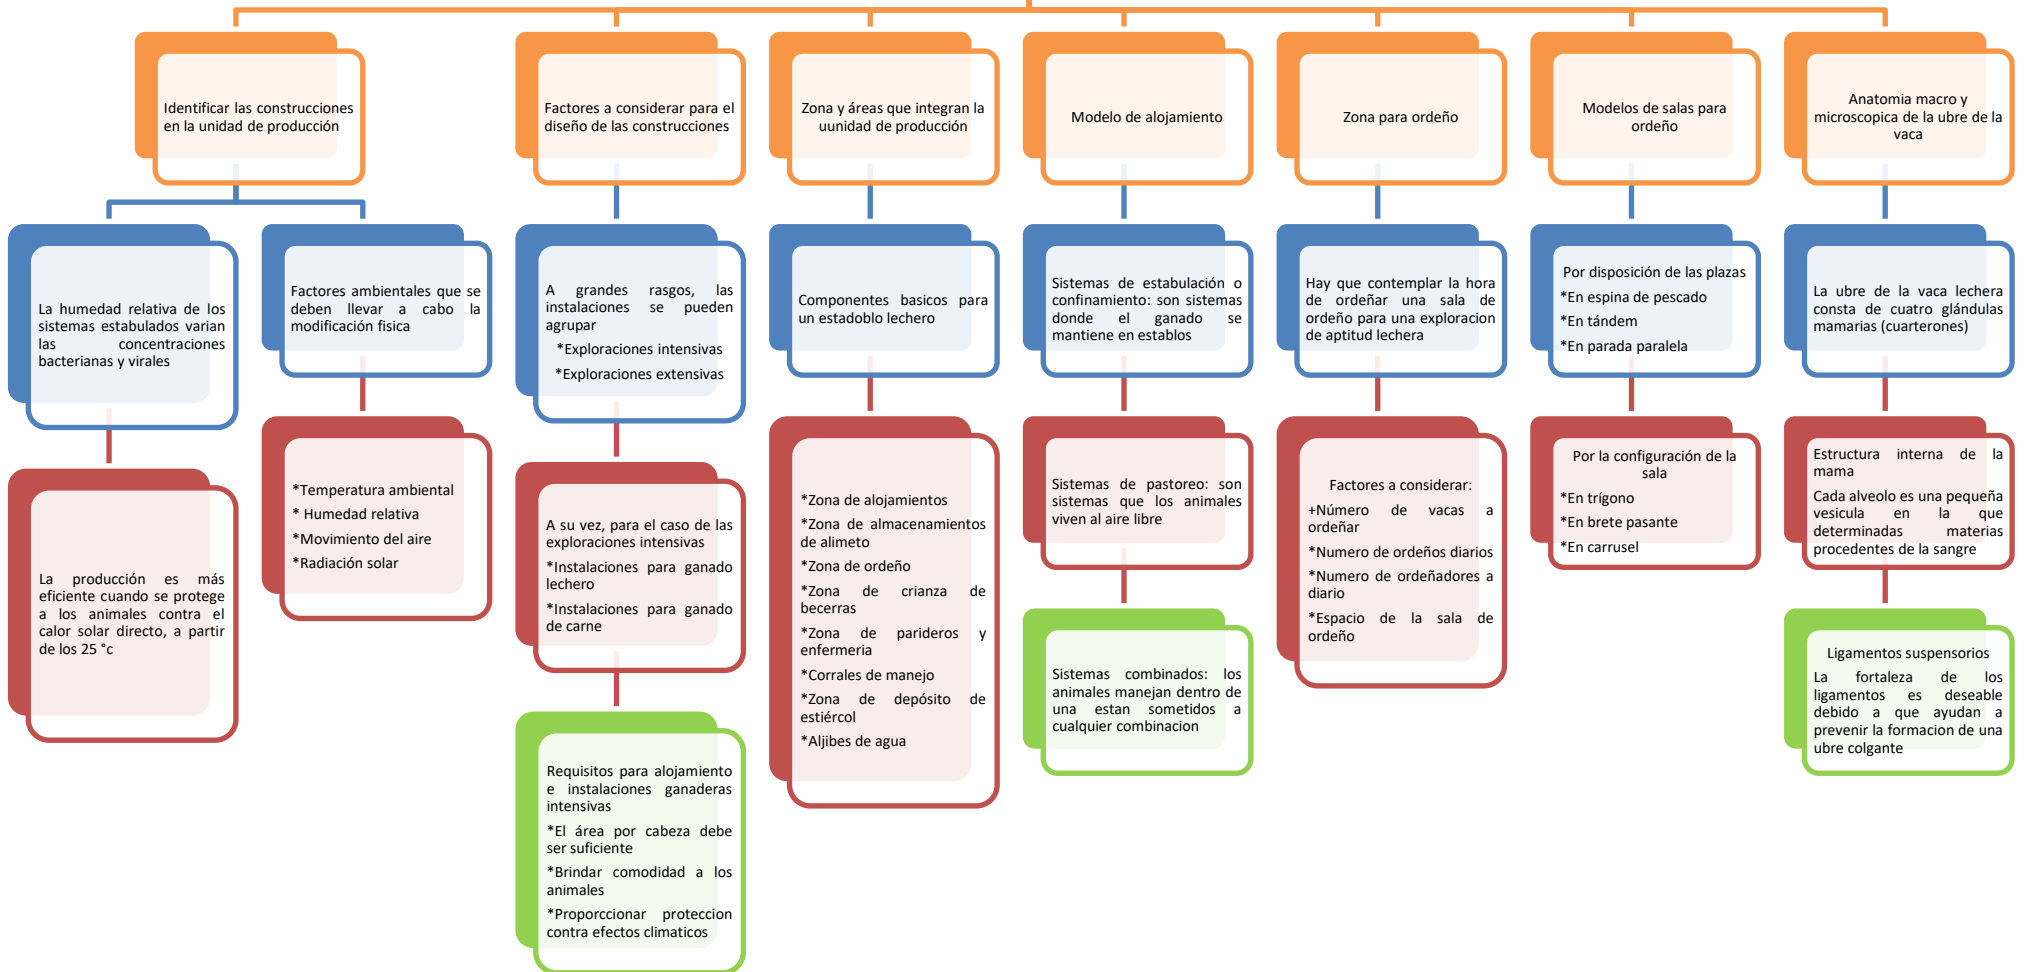 Identificar las construcciones
en la unidad de producción
Factores a considerar para el
diseño de las construcciones
Zona y áreas que integran la
uunidad de producción
Modelo de alojamiento
Zona para ordeño
Modelos de salas para
ordeño
Anatomia macro y
microscopica de la ubre de la
vaca
La humedad relativa de los
sistemas estabulados varian
las concentraciones
bacterianas y virales
Factores ambientales que se
deben llevar a cabo la
modificación fisica
A grandes rasgos, las
instalaciones se pueden
agrupar
*Exploraciones intensivas
*Exploraciones extensivas
Componentes basicos para
un estadoblo lechero
Sistemas de estabulación o
confinamiento: son sistemas
donde el ganado se
mantiene en establos
Hay que contemplar la hora
de ordeñar una sala de
ordeño para una exploracion
de aptitud lechera
Por disposición de las plazas
*En espina de pescado
*En tándem
*En parada paralela
La ubre de la vaca lechera
consta de cuatro glándulas
mamarias (cuarterones)
La producción es más
eficiente cuando se protege
a los animales contra el
calor solar directo, a partir
de los 25 °c
*Temperatura ambiental
* Humedad relativa
*Movimiento del aire
*Radiación solar
A su vez, para el caso de las
exploraciones intensivas
*Instalaciones para ganado
lechero
*Instalaciones para ganado
de carne
*Zona de alojamientos
*Zona de almacenamientos
de alimeto
*Zona de ordeño
*Zona de crianza de
becerras
*Zona de parideros y
enfermeria
*Corrales de manejo
*Zona de depósito de
estiércol
*Aljibes de agua
Sistemas de pastoreo: son
sistemas que los animales
viven al aire libre
Factores a considerar:
+Número de vacas a
ordeñar
*Numero de ordeños diarios
*Numero de ordeñadores a
diario
*Espacio de la sala de
ordeño
Por la configuración de la
sala
*En trígono
*En brete pasante
*En carrusel
Estructura interna de la
mama
Cada alveolo es una pequeña
vesicula en la que
determinadas materias
procedentes de la sangre
Requisitos para alojamiento
e instalaciones ganaderas
intensivas
*El área por cabeza debe
ser suficiente
*Brindar comodidad a los
animales
*Proporccionar proteccion
contra efectos climaticos
Sistemas combinados: los
animales manejan dentro de
una estan sometidos a
cualquier combinacion
Ligamentos suspensorios
La fortaleza de los
ligamentos es deseable
debido a que ayudan a
prevenir la formacion de una
ubre colgante